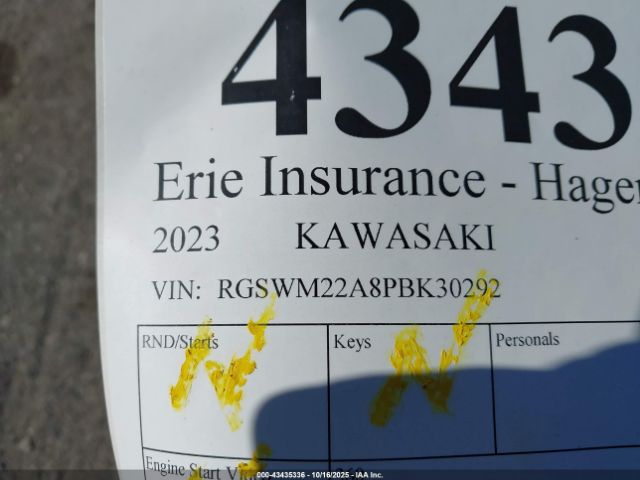 4343
Erie Insurance - Hager
2023 KAWASAKI
VIN: RGSWM22A8PBK30292
RND/Starts Keys Personals
N N
Engine Start
000-43435336 - 10/16/2025 - IAA Inc.